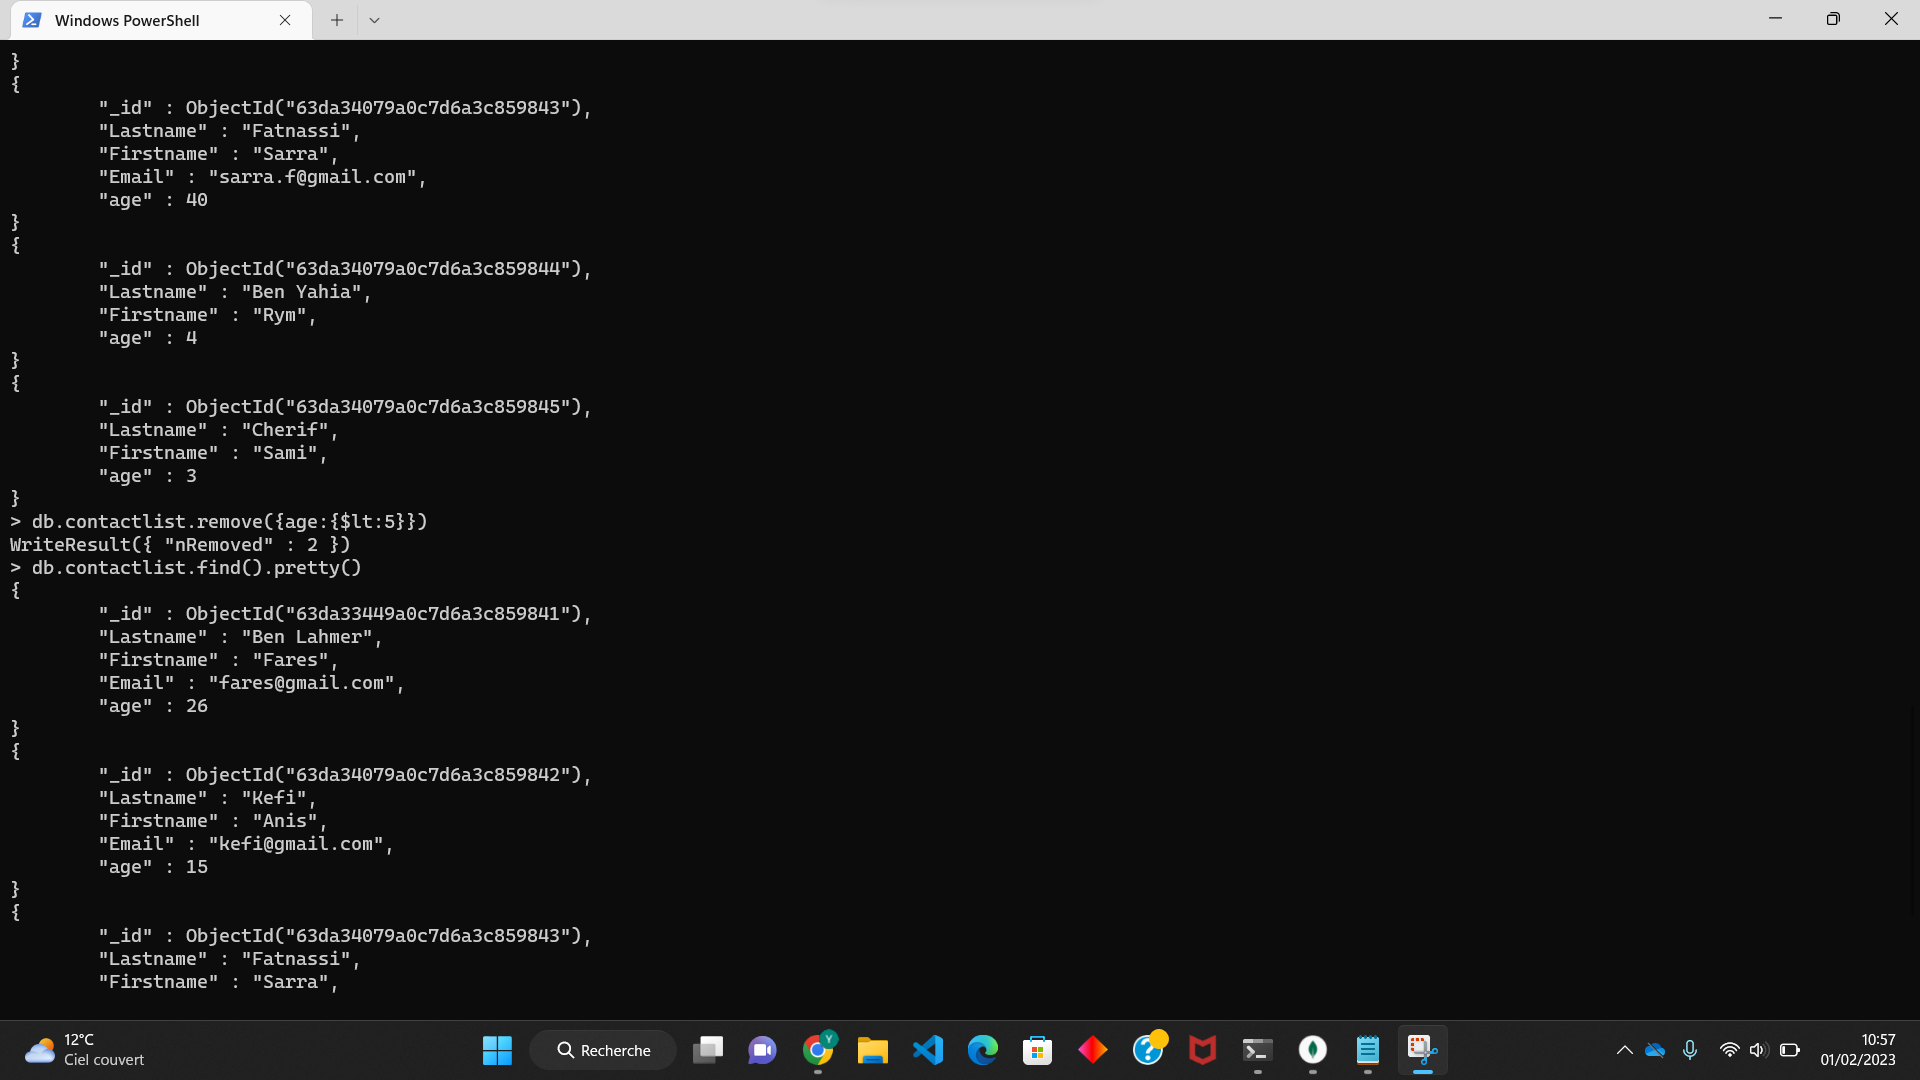 Windows PowerShell
}
{
"_id" : ObjectId("63da34079a0c7d6a3c859843"),
"Lastname" : "Fatnassi",
"Firstname" : "Sarra",
"Email" : "sarra.f@gmail.com",
"age" : 40
}
{
"_id" : ObjectId("63da34079a0c7d6a3c859844"),
"Lastname" : "Ben Yahia",
"Firstname" : "Rym",
"age" : 4
}
{
"_id" : ObjectId("63da34079a0c7d6a3c859845"),
"Lastname" : "Cherif",
"Firstname" : "Sami",
"age" : 3
}
> db.contactlist.remove({age:{$lt:5}})
WriteResult({ "nRemoved" : 2 })
> db.contactlist.find().pretty()
{
"_id" : ObjectId("63da33449a0c7d6a3c859841"),
"Lastname" : "Ben Lahmer",
"Firstname" : "Fares",
"Email" : "fares@gmail.com",
"age" : 26
}
{
"_id" : ObjectId("63da34079a0c7d6a3c859842"),
"Lastname" : "Kefi",
"Firstname" : "Anis",
"Email" : "kefi@gmail.com",
"age" : 15
}
{
"_id" : ObjectId("63da34079a0c7d6a3c859843"),
"Lastname" : "Fatnassi",
"Firstname" : "Sarra",
12°C
Ciel couvert
Recherche
Y
10:57
01/02/2023